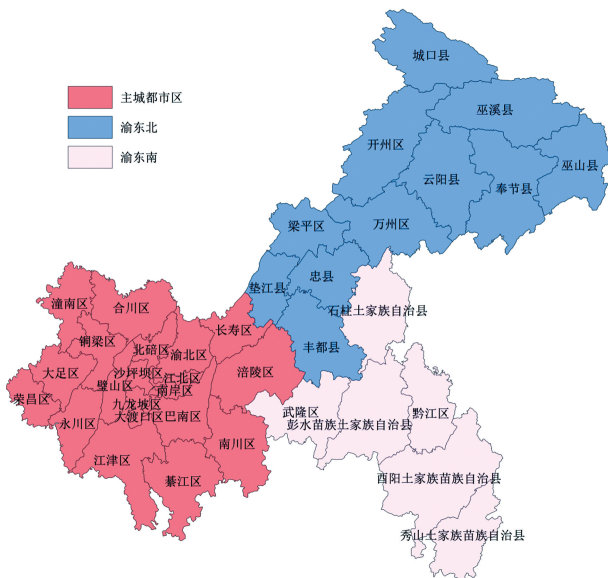 主城都市区
渝东北
渝东南
城口县
巫溪县
开州区
巫山县
云阳县
奉节县
万州区
梁平区
忠县
垫江县
石柱土家族自治县
丰都县
潼南区
合川区
长寿区
铜梁区
北碚区
渝北区
涪陵区
大足区
沙坪坝区
江北区
璧山区
南岸区
荣昌区
九龙坡区
永川区
大渡口区
巴南区
武隆区
彭水苗族土家族自治县
黔江区
南川区
江津区
綦江区
酉阳土家族苗族自治县
秀山土家族苗族自治县